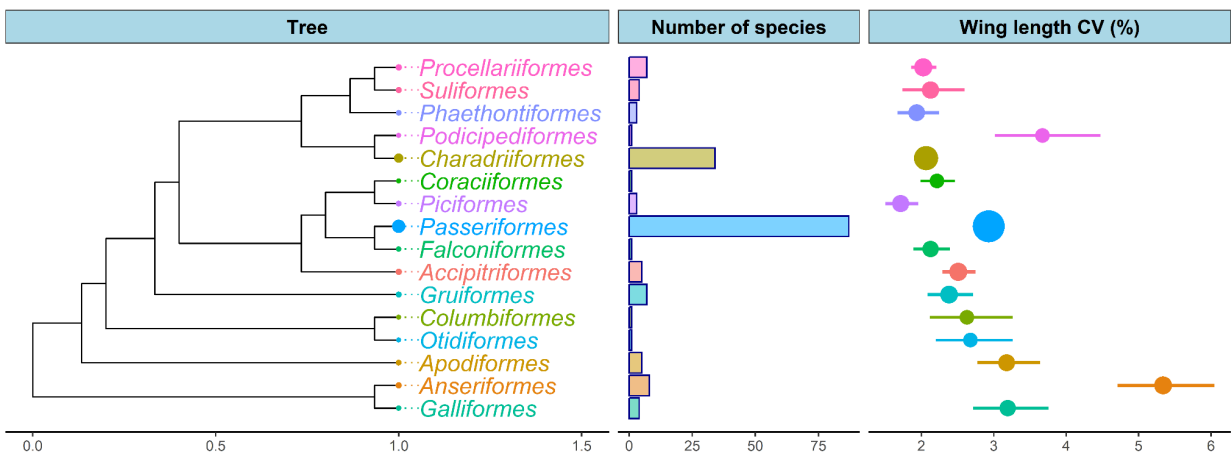 Tree Number of species Wing length CV (%)
Procellariiformes
Suliformes
Phaethontiformes
Podicipediformes
Charadriiformes
Coraciiformes
Piciformes
Passeriformes
Falconiformes
Accipitriformes
Gruiformes
Columbiformes
Otidiformes
Apodiformes
Anseriformes
Galliformes
0.0 0.5 1.0 1.5 0 25 50 75 2 3 4 5 6